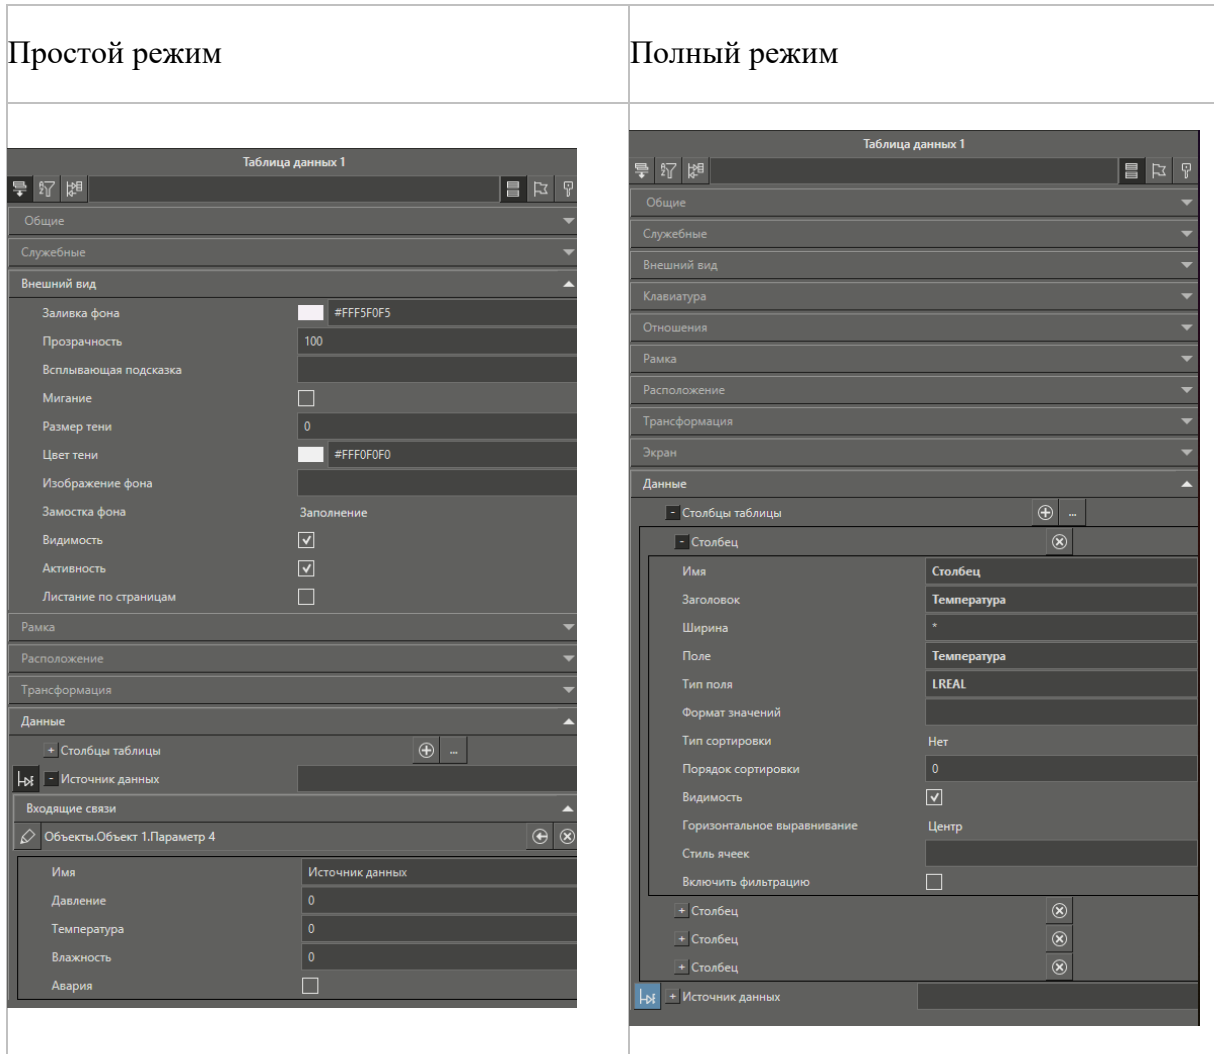 Простой режим
Полный режим
Таблица данных 1
Общие
Служебные
Внешний вид
Заливка фона #FFF5F0F5
Прозрачность 100
Всплывающая подсказка
Мигание
Размер тени 0
Цвет тени #FFF0F0F0
Изображение фона
Замостка фона Заполнение
Видимость
Активность
Листание по страницам
Рамка
Расположение
Трансформация
Данные
+ Столбцы таблицы ...
- Источник данных
Входящие связи
Объекты.Объект 1.Параметр 4
Имя Источник данных
Давление 0
Температура 0
Влажность 0
Авария
Таблица данных 1
Общие
Служебные
Внешний вид
Клавиатура
Отношения
Рамка
Расположение
Трансформация
Экран
Данные
- Столбцы таблицы ...
- Столбец
Имя Столбец
Заголовок Температура
Ширина *
Поле Температура
Тип поля LREAL
Формат значений
Тип сортировки Нет
Порядок сортировки 0
Видимость
Горизонтальное выравнивание Центр
Стиль ячеек
Включить фильтрацию
+ Столбец
+ Столбец
+ Столбец
+ Источник данных